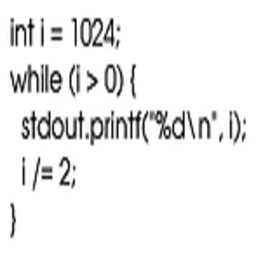 int i = 1024;
while (i > 0) {
stdout.printf("%d\n", i);
i /= 2;
}